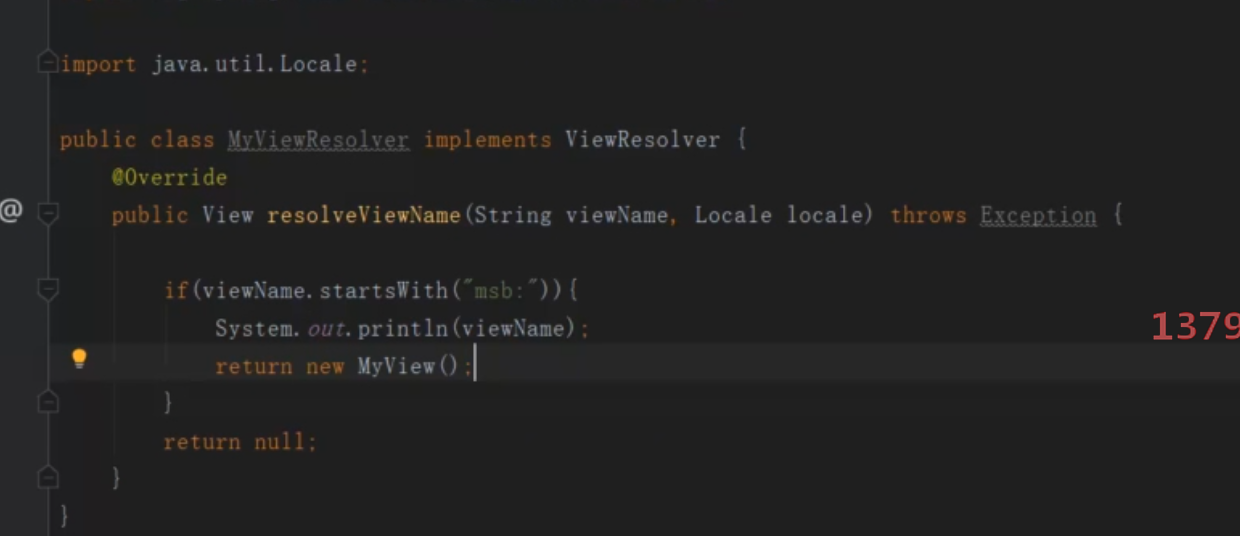 import java.util.Locale;
public class MyViewResolver implements ViewResolver {
@Override
@
public View resolveViewName(String viewName, Locale locale) throws Exception {
if(viewName.startsWith("msb:")){
System.out.println(viewName);
1379
return new MyView();
}
return null;
}
}